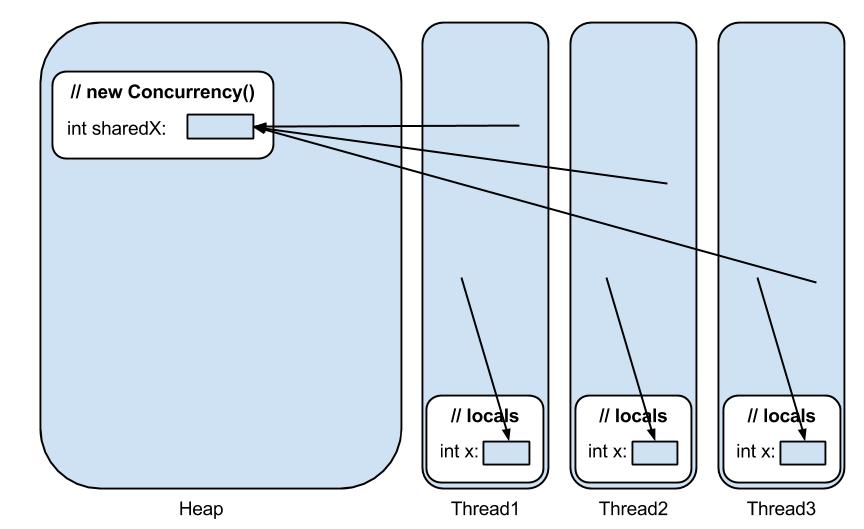 // new Concurrency()
int sharedX:
// locals
int x:
// locals
int x:
// locals
int x:
Heap
Thread1
Thread2
Thread3